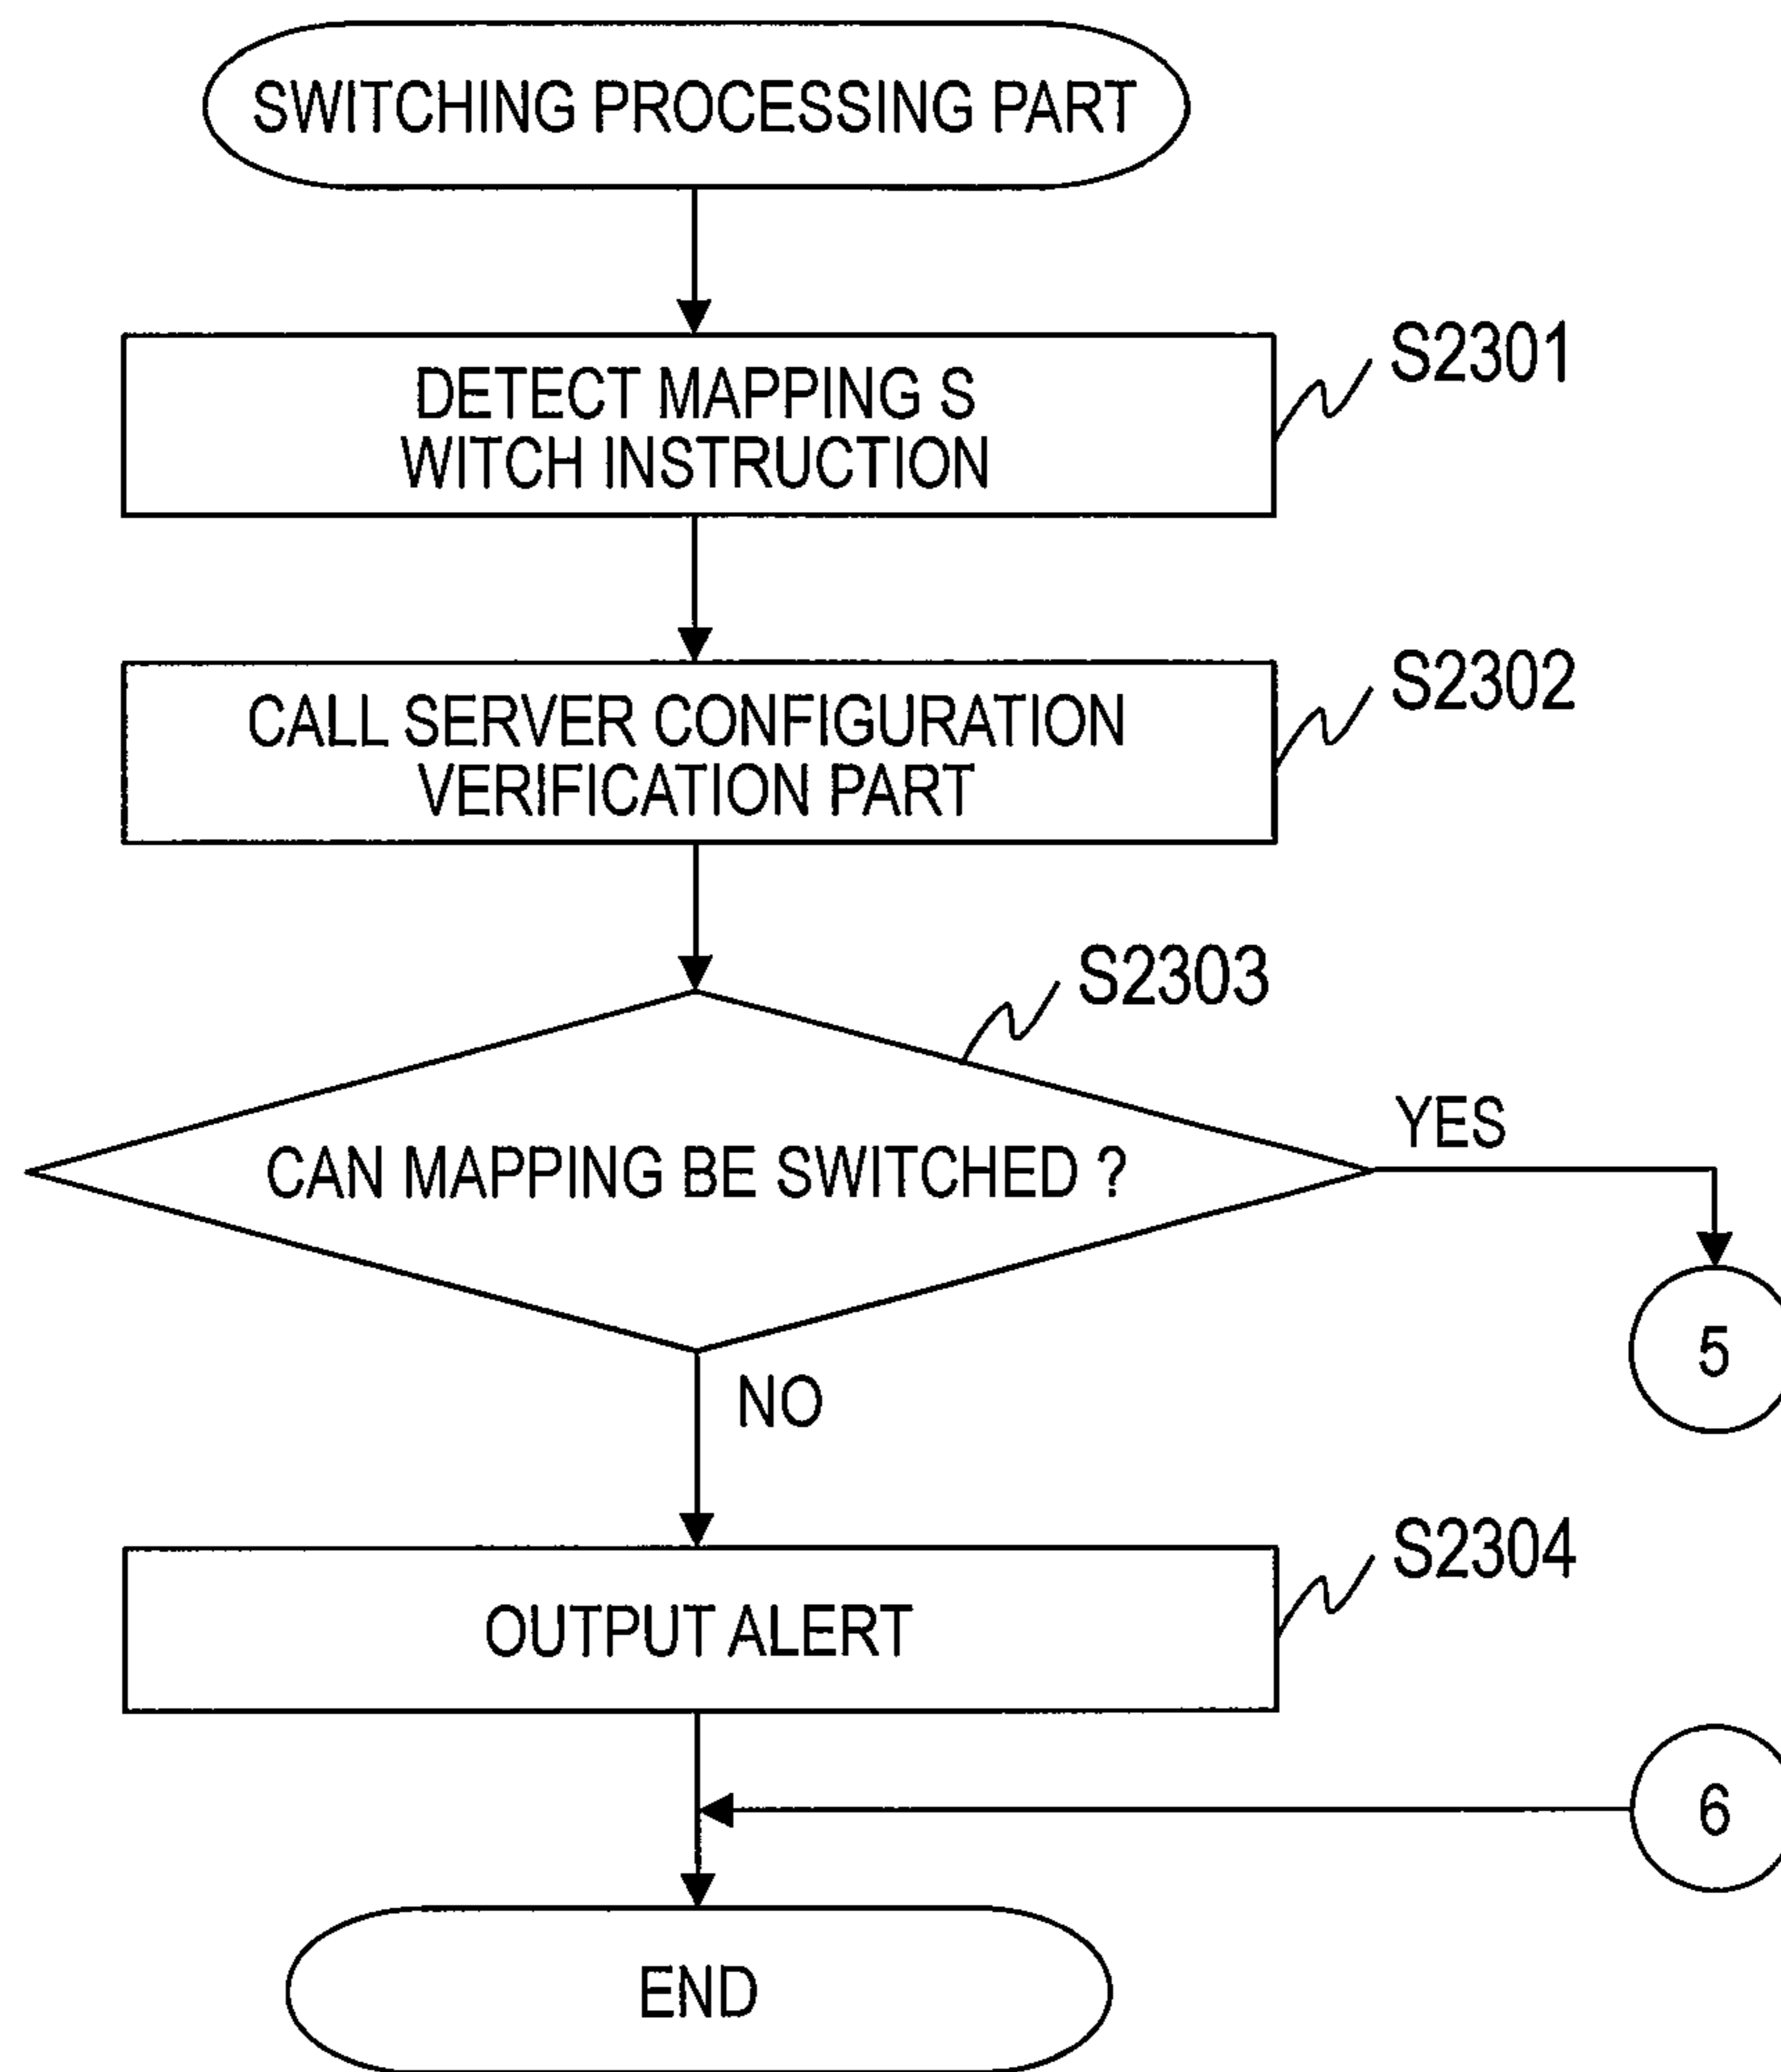 SWITCHING PROCESSING PART
S2301
DETECT MAPPING S
WITCH INSTRUCTION
S2302
CALL SERVER CONFIGURATION
VERIFICATION PART
S2303
YES
CAN MAPPING BE SWITCHED ?
5
NO
S2304
OUTPUT ALERT
6
END